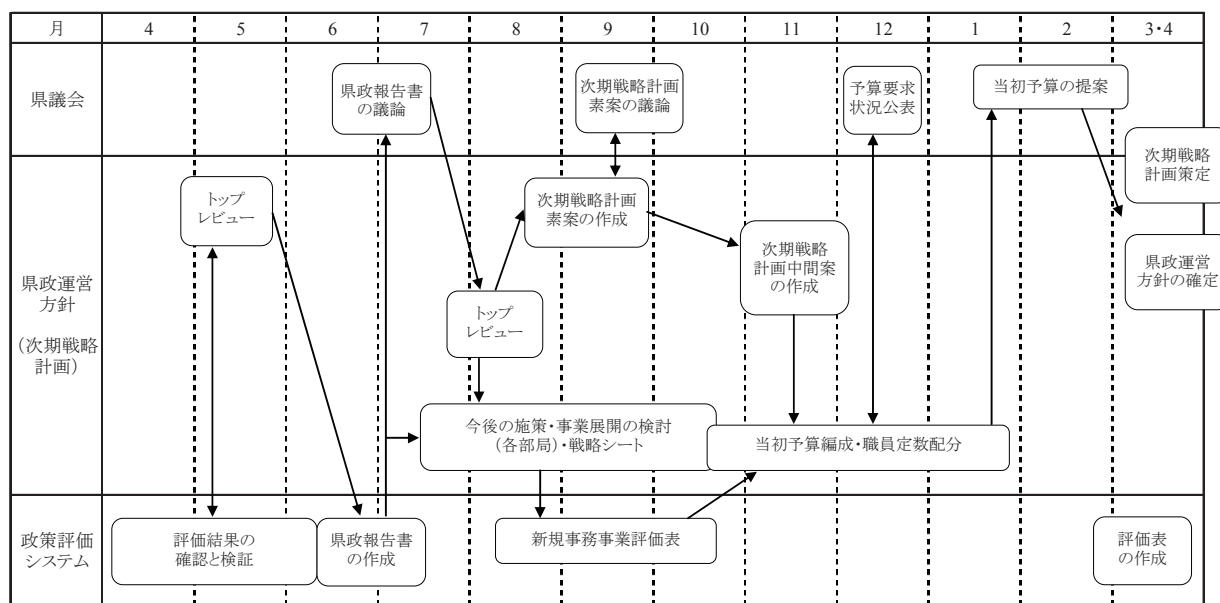 月
4
5
6
7
8
9
10
11
12
1
2
3・4
県議会
県政報告書
の議論
次期戦略計画
素案の議論
予算要求
状況公表
当初予算の提案
次期戦略
計画策定
県政運営
方針
(次期戦略
計画)
トップ
レビュー
次期戦略計画
素案の作成
次期戦略
計画中間案
の作成
県政運営
方針の確定
トップ
レビュー
今後の施策・事業展開の検討
(各部局)・戦略シート
当初予算編成・職員定数配分
政策評価
システム
評価結果の
確認と検証
県政報告書
の作成
新規事務事業評価表
評価表
の作成